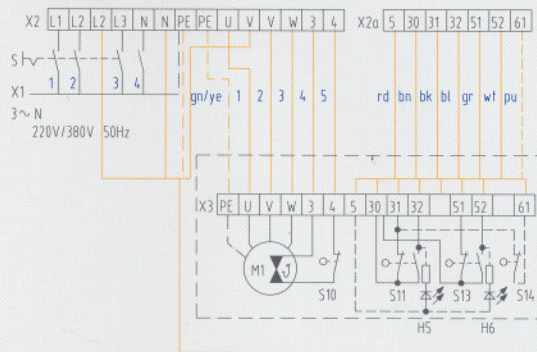 X2 L1 L2 L2 L3 N N PE PE U V V W 3 4 X2a 5 30 31 32 51 52 61
S
1 2 3 4 gn/ye 1 2 3 4 5 rd bn bk bl gr wt pu
X1
3~ N
220V/380V 50Hz
X3 PE U V W 3 4 5 30 31 32 51 52 61
M1 ϑ
S10 S11 S13 S14
H5 H6